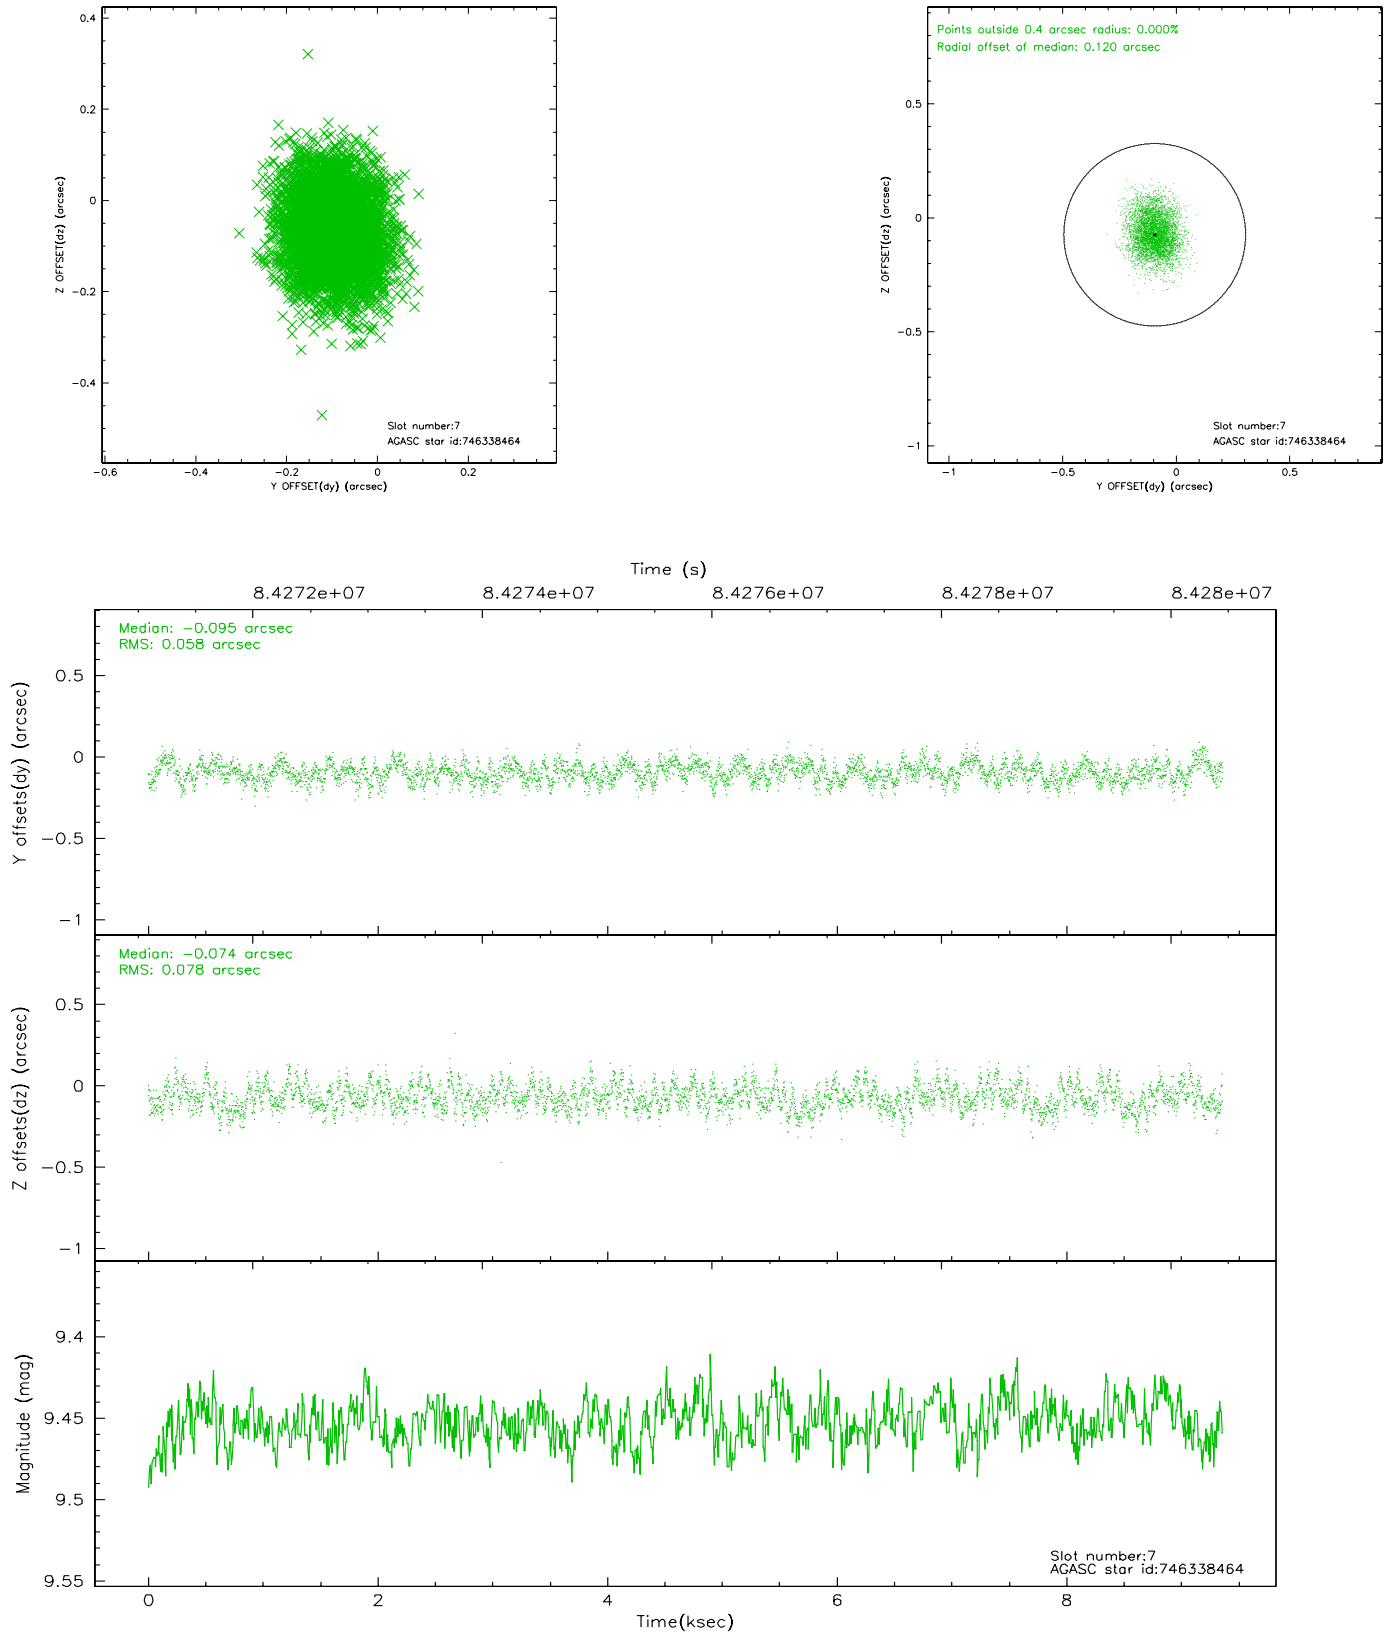 0.4
0.2
0
−0.2
−0.4
Z OFFSET(dz) (arcsec)
−0.6
−0.4
−0.2
0
0.2
Y OFFSET(dy) (arcsec)
Slot number:7
AGASC star id:746338464
Points outside 0.4 arcsec radius: 0.000%
Radial offset of median: 0.120 arcsec
0.5
0
−0.5
−1
Z OFFSET(dz) (arcsec)
−1
−0.5
0
0.5
Y OFFSET(dy) (arcsec)
Slot number:7
AGASC star id:746338464
Time (s)
8.4272e+07
8.4274e+07
8.4276e+07
8.4278e+07
8.428e+07
Median: −0.095 arcsec
RMS: 0.058 arcsec
0.5
0
−0.5
−1
Y offsets(dy) (arcsec)
Median: −0.074 arcsec
RMS: 0.078 arcsec
0.5
0
−0.5
−1
Z offsets(dz) (arcsec)
9.4
9.45
9.5
9.55
Magnitude (mag)
Slot number:7
AGASC star id:746338464
0
2
4
6
8
Time(ksec)